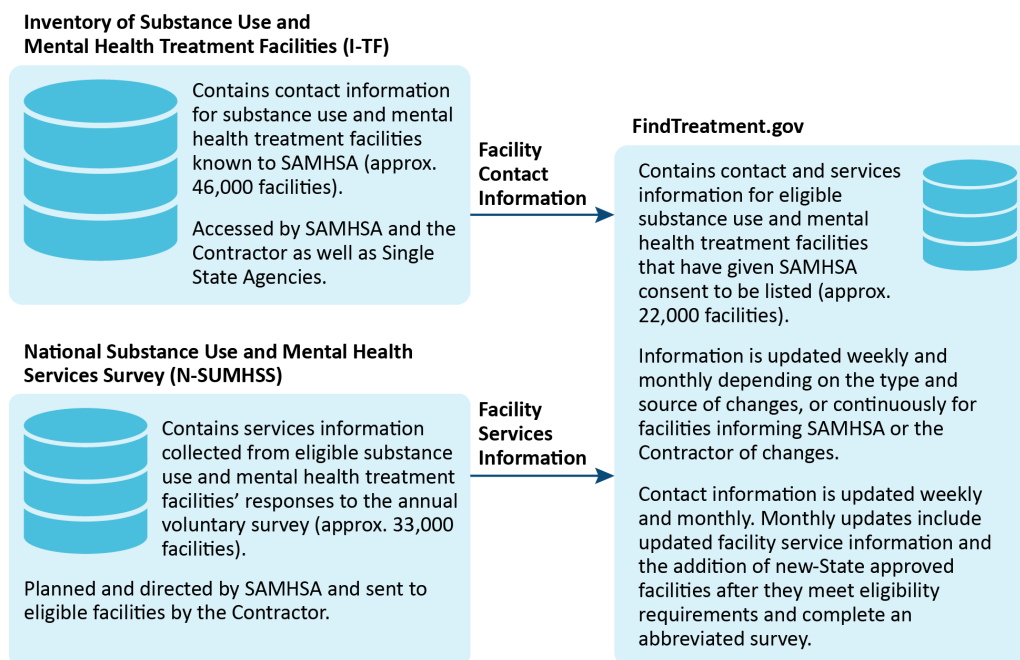 Inventory of Substance Use and
Mental Health Treatment Facilities (I-TF)
Contains contact information
for substance use and mental
health treatment facilities
known to SAMHSA (approx.
46,000 facilities).
Accessed by SAMHSA and the
Contractor as well as Single
State Agencies.
Facility
Contact
Information
National Substance Use and Mental Health
Services Survey (N-SUMHSS)
Contains services information
collected from eligible substance
use and mental health treatment
facilities’ responses to the annual
voluntary survey (approx. 33,000
facilities).
Planned and directed by SAMHSA and sent to
eligible facilities by the Contractor.
Facility
Services
Information
FindTreatment.gov
Contains contact and services
information for eligible
substance use and mental
health treatment facilities
that have given SAMHSA
consent to be listed (approx.
22,000 facilities).
Information is updated weekly and
monthly depending on the type and
source of changes, or continuously for
facilities informing SAMHSA or the
Contractor of changes.
Contact information is updated weekly
and monthly. Monthly updates include
updated facility service information and
the addition of new-State approved
facilities after they meet eligibility
requirements and complete an
abbreviated survey.